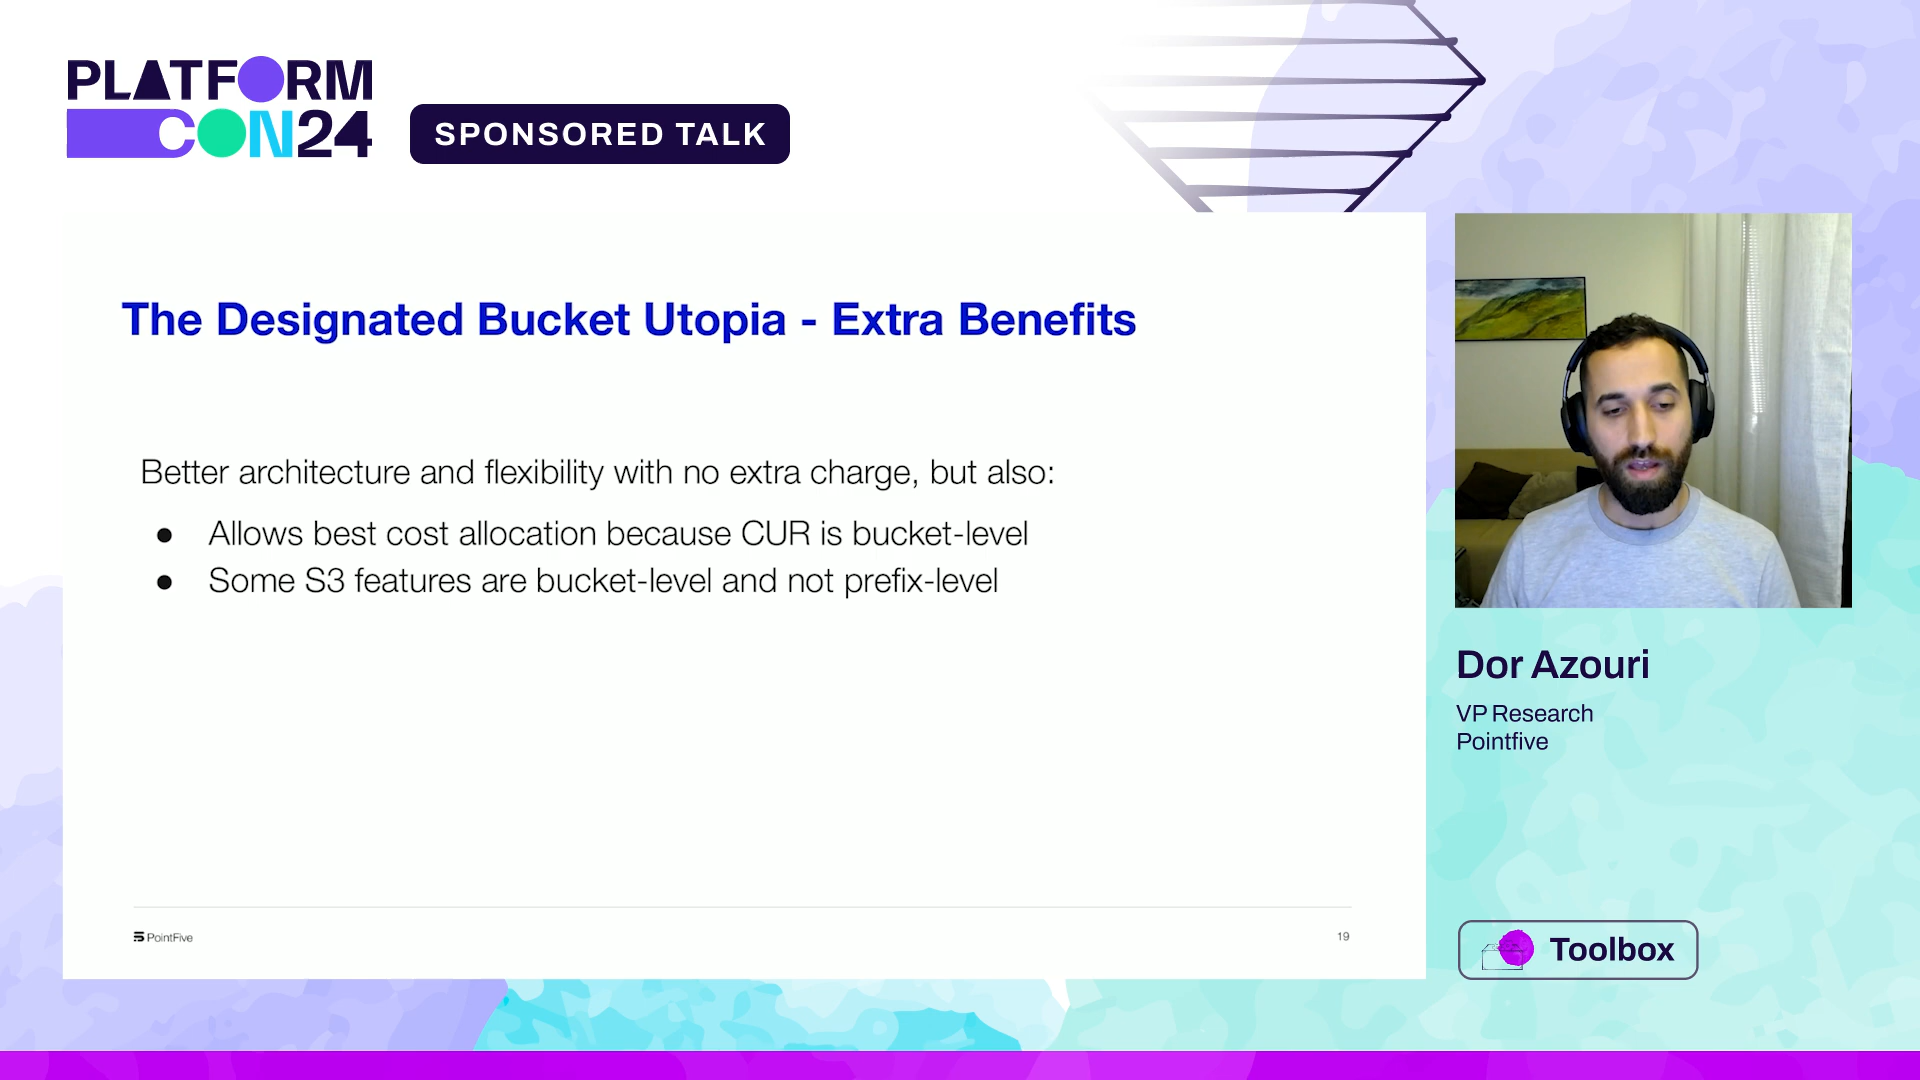 PLATFORM
CON24
SPONSORED TALK
The Designated Bucket Utopia - Extra Benefits
Better architecture and flexibility with no extra charge, but also:
● Allows best cost allocation because CUR is bucket-level
● Some S3 features are bucket-level and not prefix-level
PointFive
19
Dor Azouri
VP Research
Pointfive
Toolbox